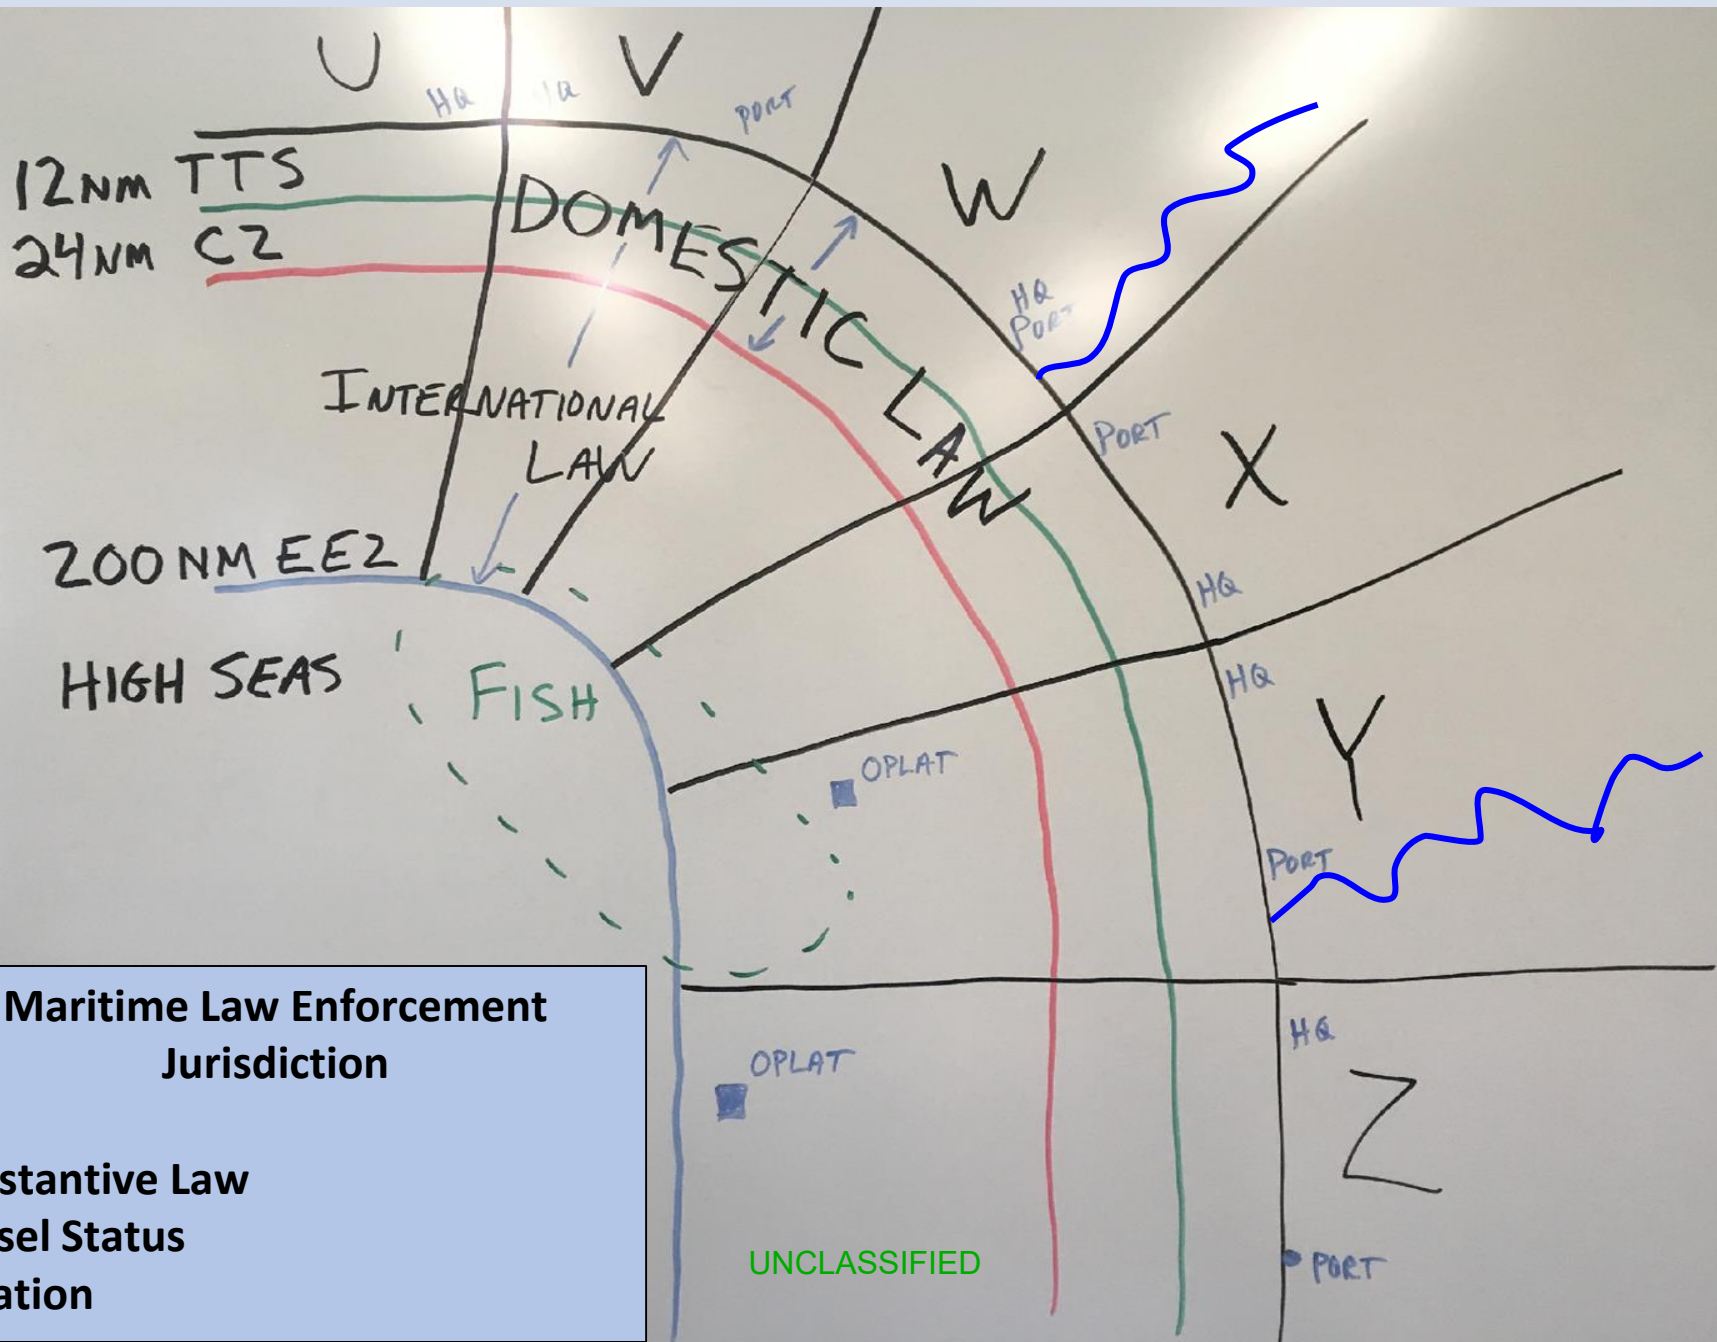 U
V
HQ
HQ
PORT
W
12NM TTS
24NM CZ
DOMESTIC LAW
HQ
PORT
INTERNATIONAL
LAW
PORT
X
200NM EEZ
HQ
HIGH SEAS
FISH
HQ
Y
OPLAT
PORT
Maritime Law Enforcement
Jurisdiction
HQ
OPLAT
Z
stantive Law
sel Status
ation
UNCLASSIFIED
PORT